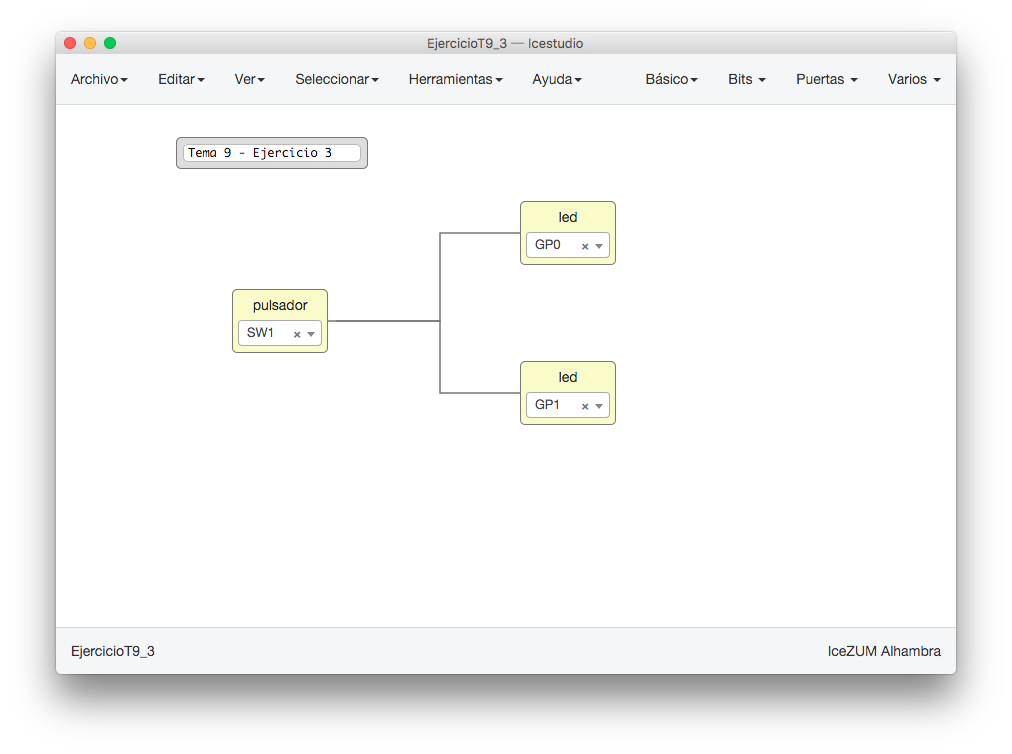 EjercicioT9_3 — Icestudio
Archivo Editar Ver Seleccionar Herramientas Ayuda Básico Bits Puertas Varios
Tema 9 - Ejercicio 3
led
GP0
pulsador
SW1
led
GP1
EjercicioT9_3 IceZUM Alhambra